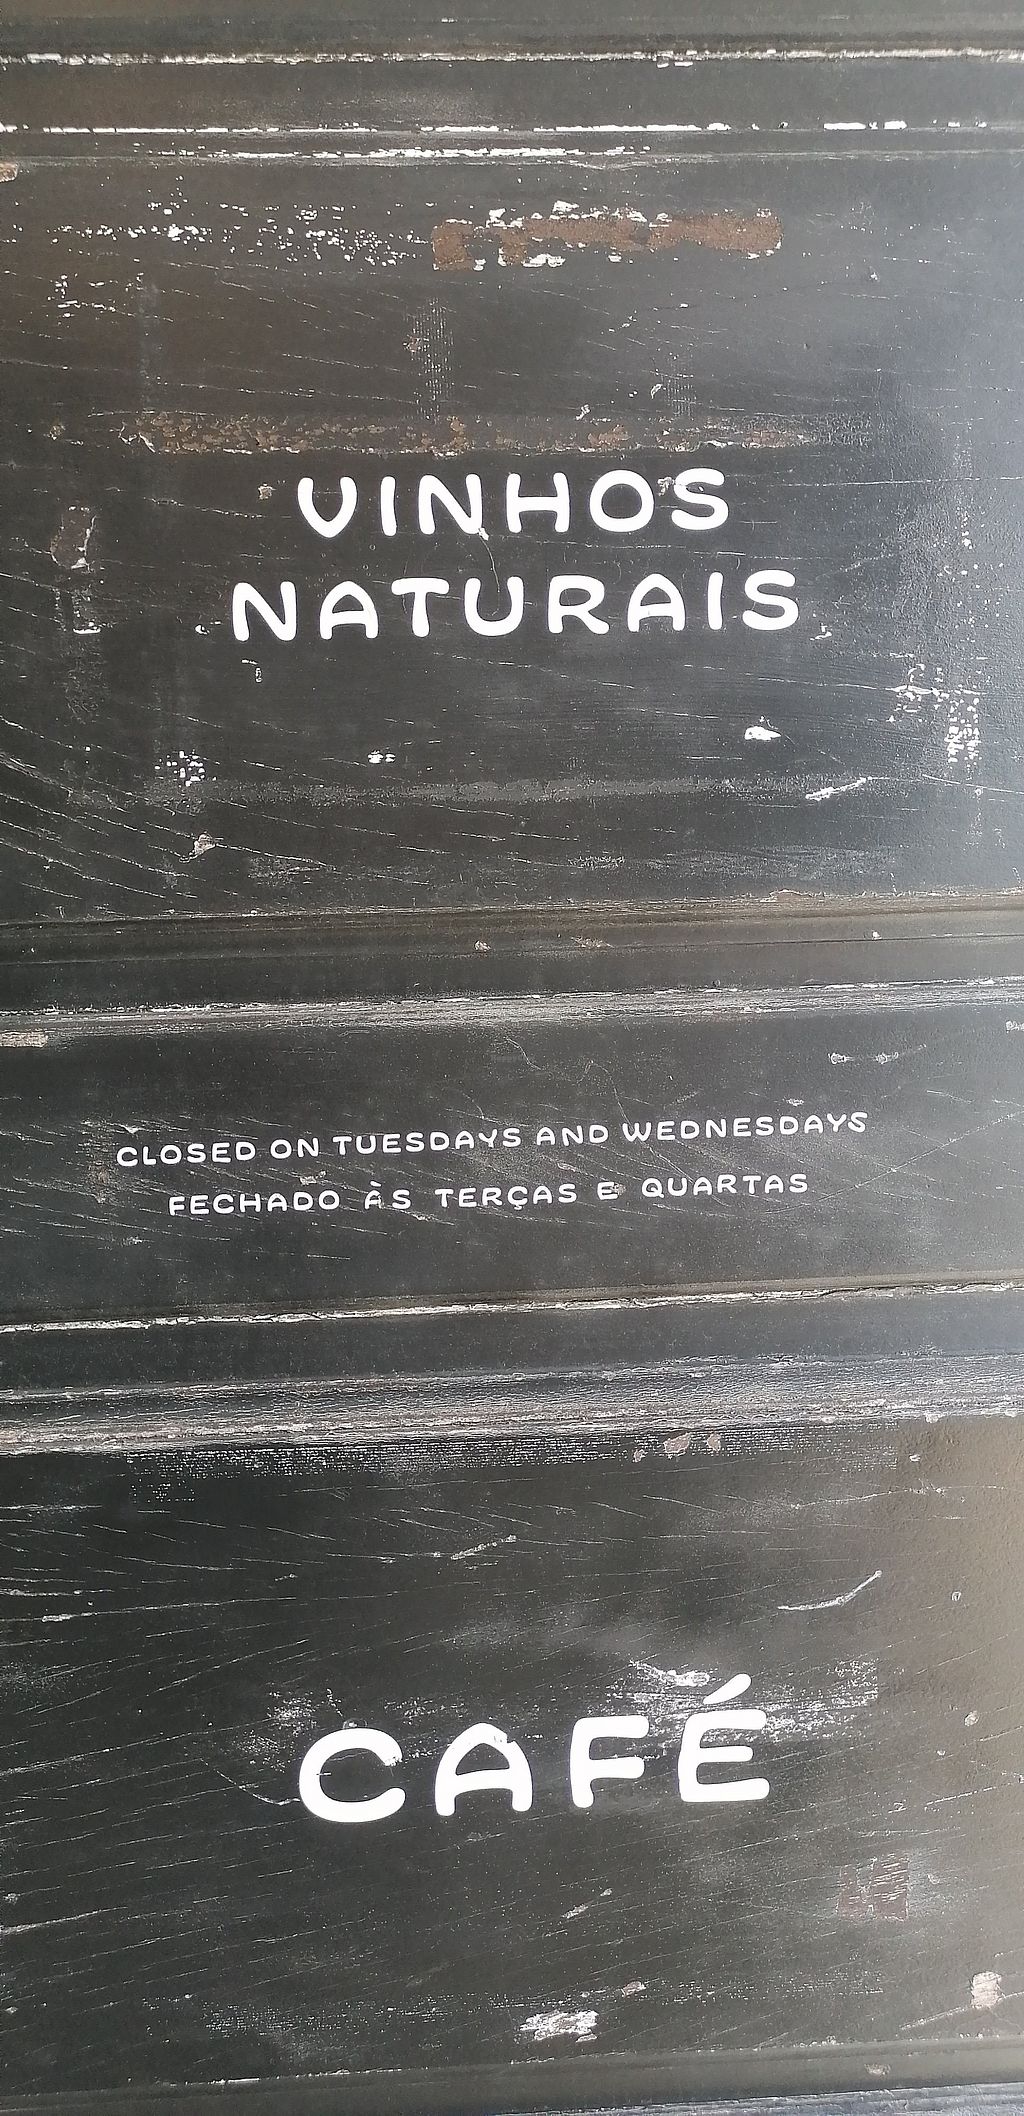 VINHOS
NATURAIS
CLOSED ON TUESDAYS AND WEDNESDAYS
FECHADO ÀS TERÇAS E QUARTAS
CAFÉ